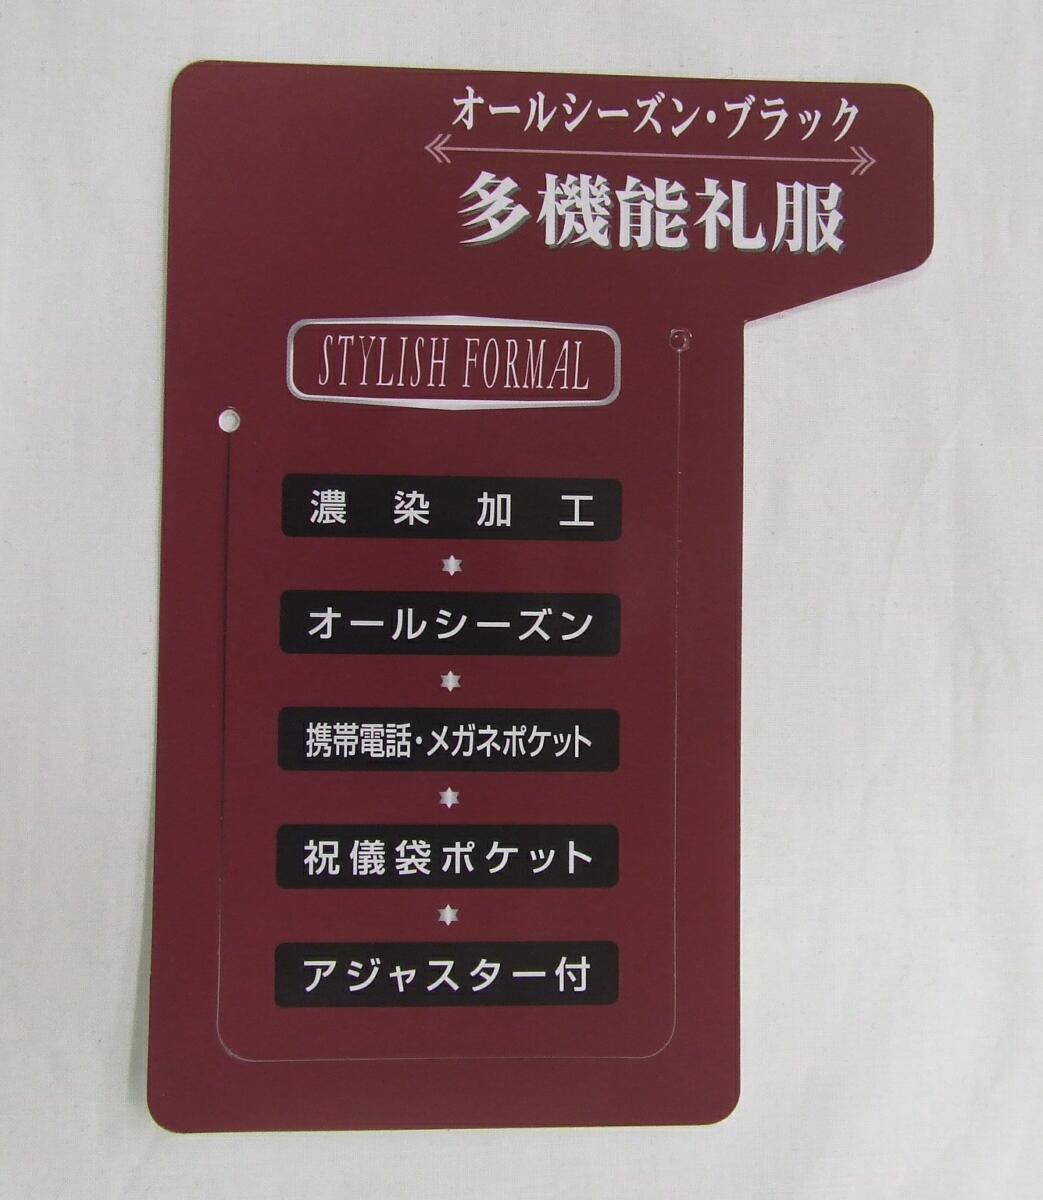 オールシーズン・ブラック
多機能礼服
STYLISH FORMAL
濃染加工
オールシーズン
携帯電話・メガネポケット
祝儀袋ポケット
アジャスター付